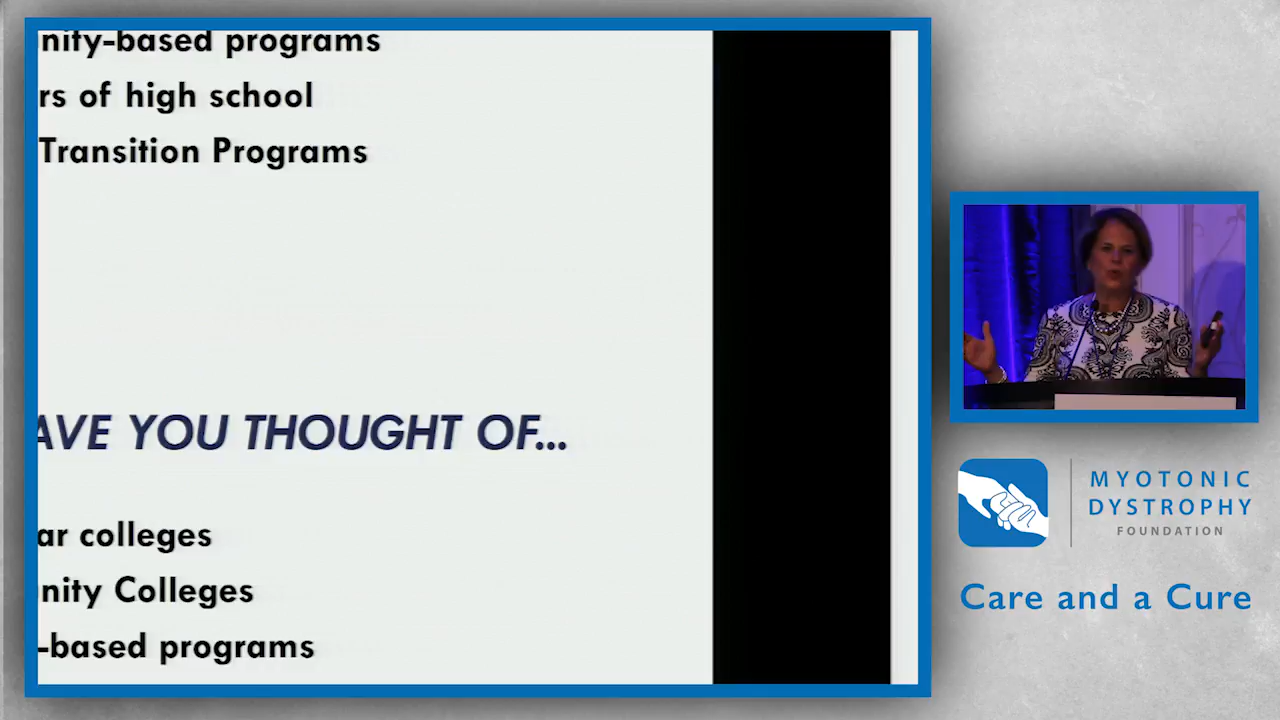 nity-based programs
rs of high school
Transition Programs
AVE YOU THOUGHT OF...
ar colleges
nity Colleges
-based programs
MYOTONIC
DYSTROPHY
FOUNDATION
Care and a Cure